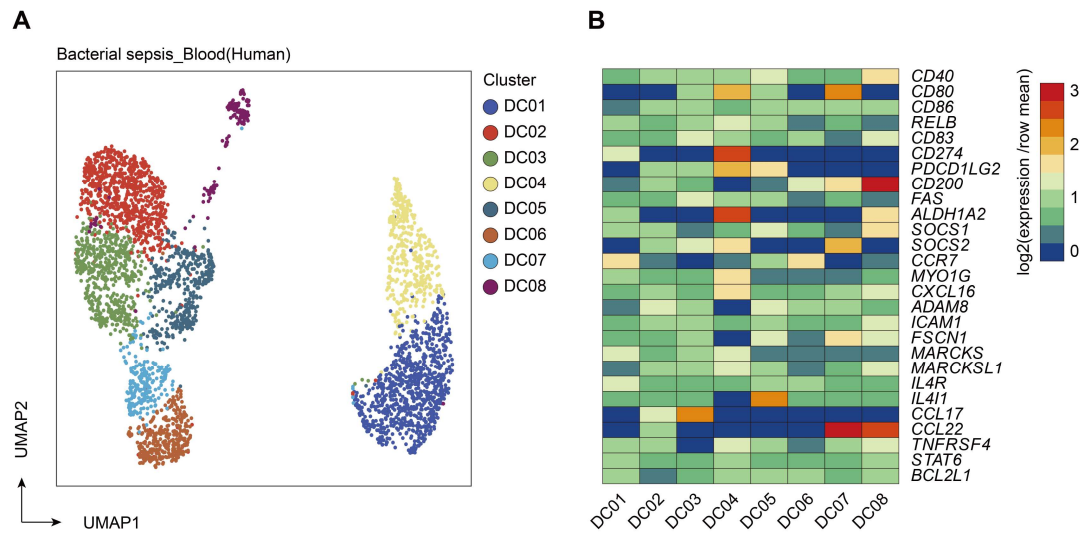 A
Bacterial sepsis_Blood(Human)
UMAP2
UMAP1
Cluster
DC01
DC02
DC03
DC04
DC05
DC06
DC07
DC08
B
CD40
CD80
CD86
RELB
CD83
CD274
PDCD1LG2
CD200
FAS
ALDH1A2
SOCS1
SOCS2
CCR7
MYO1G
CXCL16
ADAM8
ICAM1
FSCN1
MARCKS
MARCKSL1
IL4R
IL4I1
CCL17
CCL22
TNFRSF4
STAT6
BCL2L1
DC01
DC02
DC03
DC04
DC05
DC06
DC07
DC08
log2(expression /row mean)
3
2
1
0